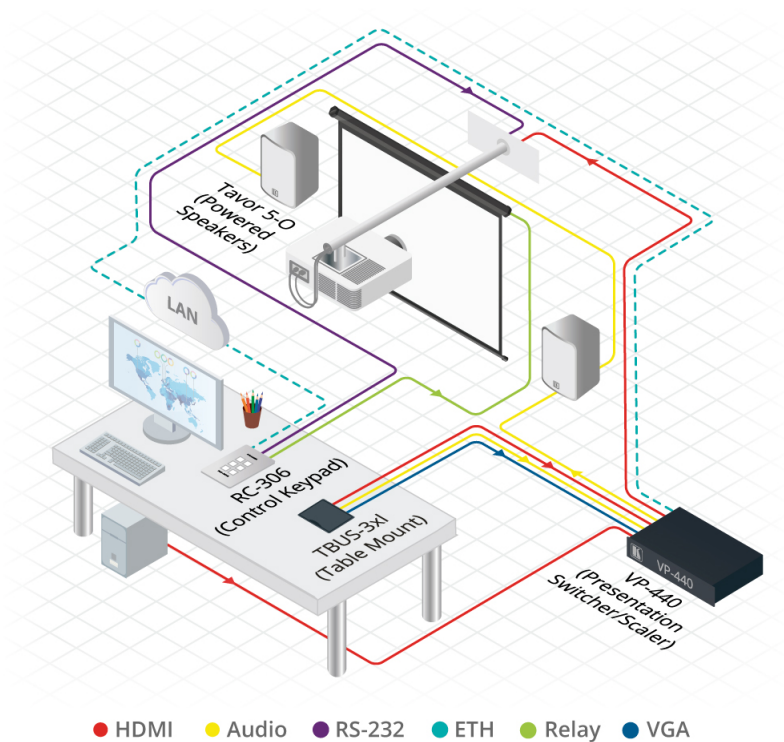 Tavor 5-O
(Powered
Speakers)
LAN
RC-306
(Control Keypad)
TBUS-3xl
(Table Mount)
VP-440
VP-440
(Presentation
Switcher/Scaler)
HDMI
Audio
RS-232
ETH
Relay
VGA